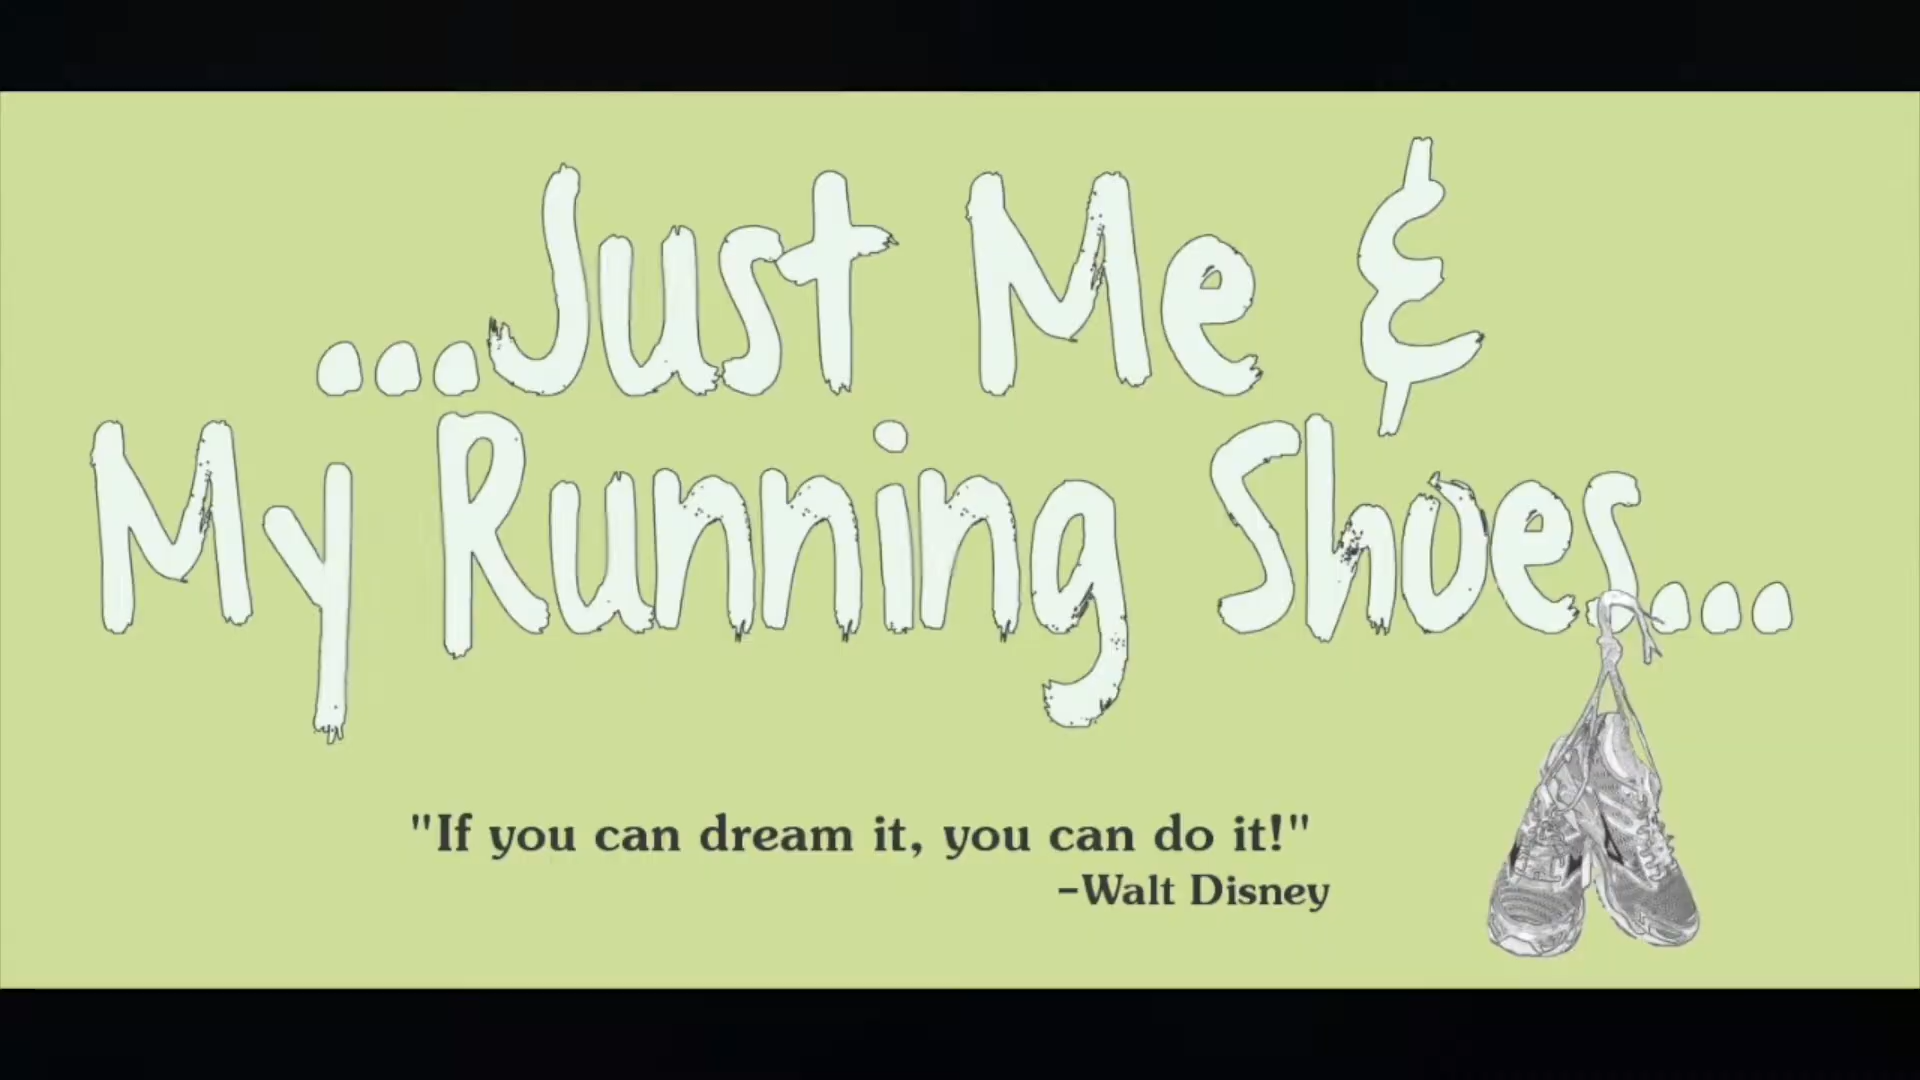 ...Just Me &
My Running Shoes...
"If you can dream it, you can do it!"
-Walt Disney